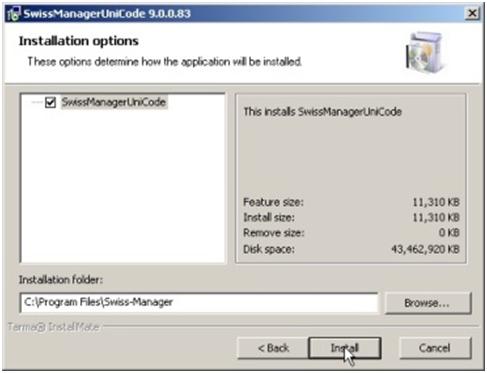 SwissManagerUniCode 9.0.0.83
Installation options
These options determine how the application will be installed.
SwissManagerUniCode
This installs SwissManagerUniCode
Feature size: 11,310 KB
Install size: 11,310 KB
Remove size: 0 KB
Disk space: 43,462,920 KB
Installation folder:
C:\Program Files\Swiss-Manager
Browse...
Tarma® InstallMate
< Back
Install
Cancel